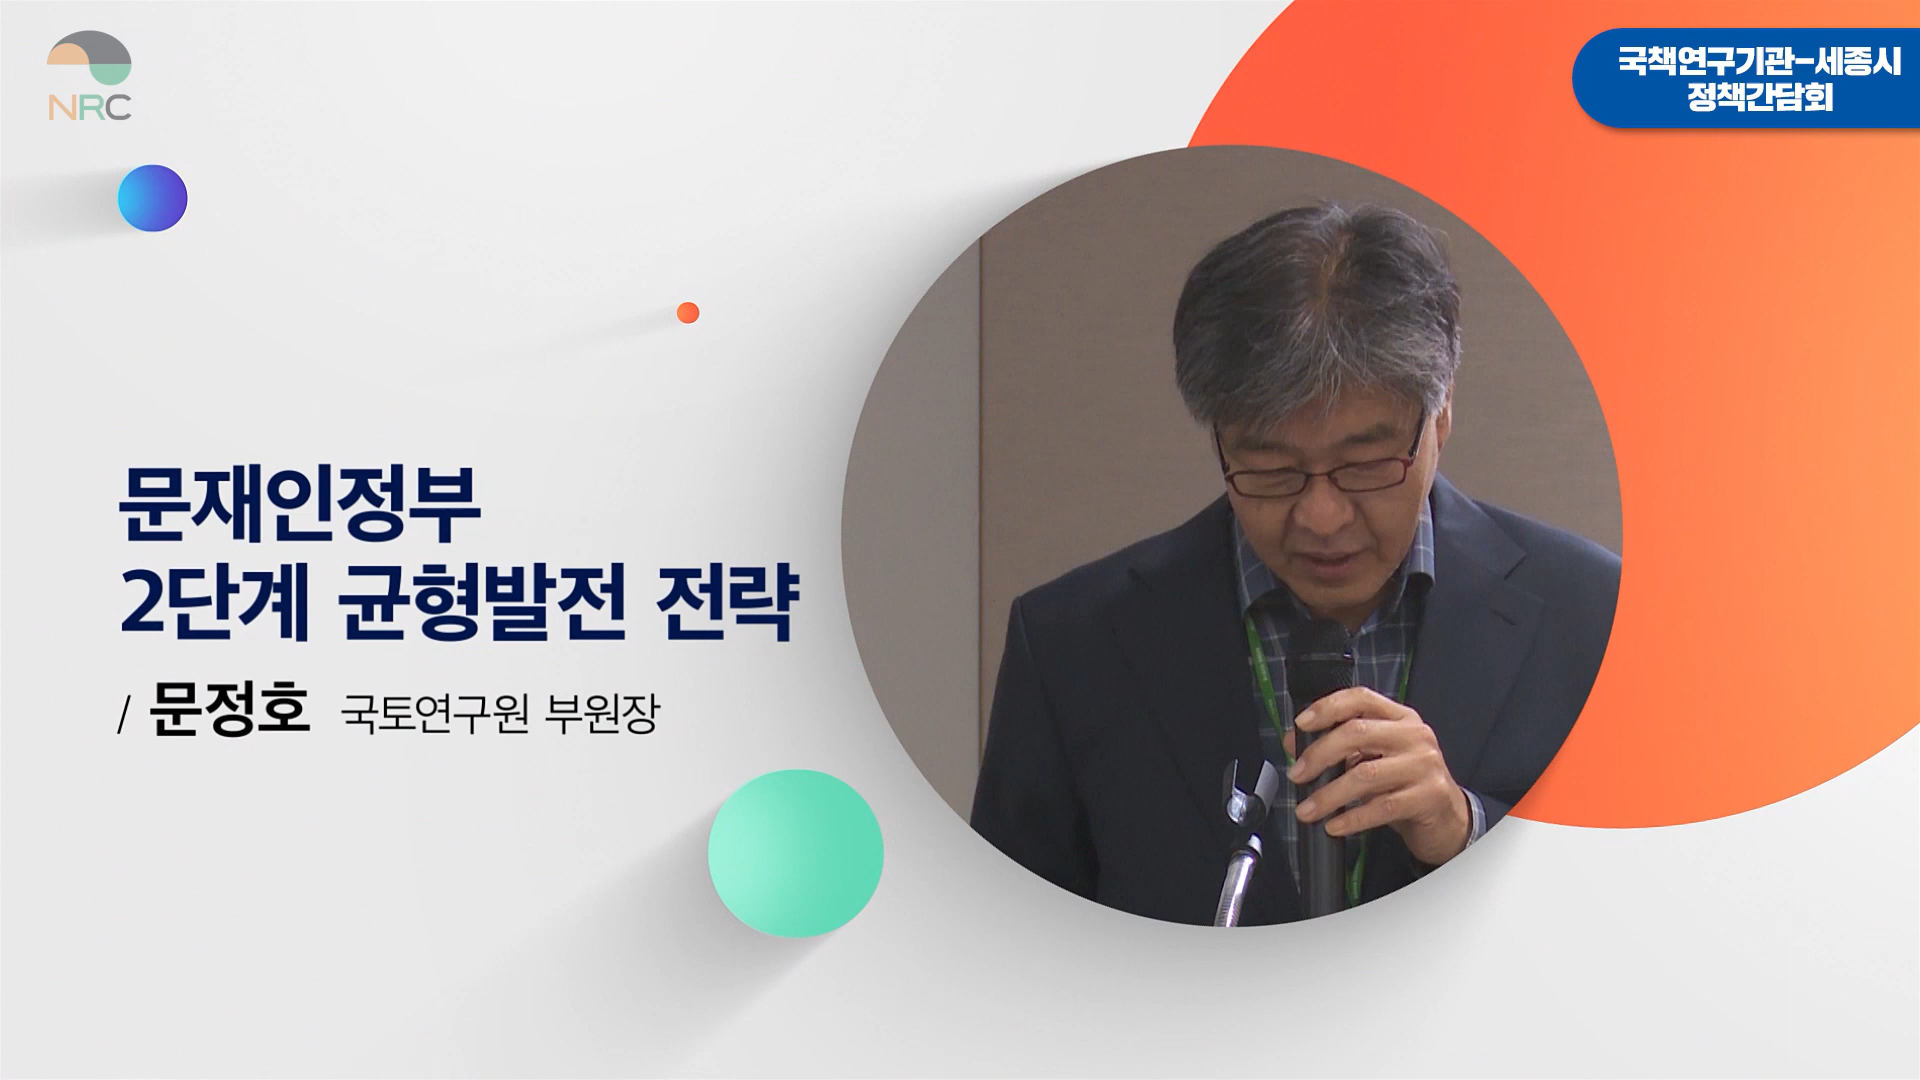 NRC
국책연구기관-세종시
정책간담회
문재인정부
2단계 균형발전 전략
/ 문정호 국토연구원 부원장